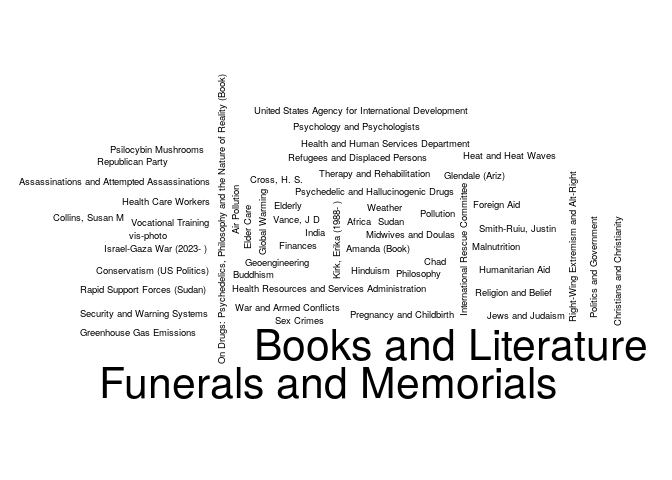 On Drugs: Psychedelics, Philosophy and the Nature of Reality (Book)
United States Agency for International Development
Psychology and Psychologists
Health and Human Services Department
Psilocybin Mushrooms
Refugees and Displaced Persons
Heat and Heat Waves
Republican Party
Therapy and Rehabilitation
Glendale (Ariz)
Assassinations and Attempted Assassinations
Cross, H. S.
Psychedelic and Hallucinogenic Drugs
Air Pollution
Elder Care
Global Warming
Health Care Workers
Elderly
Kirk, Erika (1988- )
Weather
International Rescue Committee
Foreign Aid
Right-Wing Extremism and Alt-Right
Politics and Government
Christians and Christianity
Collins, Susan M
Vocational Training
Vance, J D
Africa
Sudan
Pollution
Smith-Ruiu, Justin
vis-photo
India
Midwives and Doulas
Israel-Gaza War (2023- )
Finances
Amanda (Book)
Malnutrition
Geoengineering
Chad
Conservatism (US Politics)
Buddhism
Hinduism
Philosophy
Humanitarian Aid
Rapid Support Forces (Sudan)
Health Resources and Services Administration
Religion and Belief
Security and Warning Systems
War and Armed Conflicts
Pregnancy and Childbirth
Jews and Judaism
Sex Crimes
Greenhouse Gas Emissions
Books and Literature
Funerals and Memorials